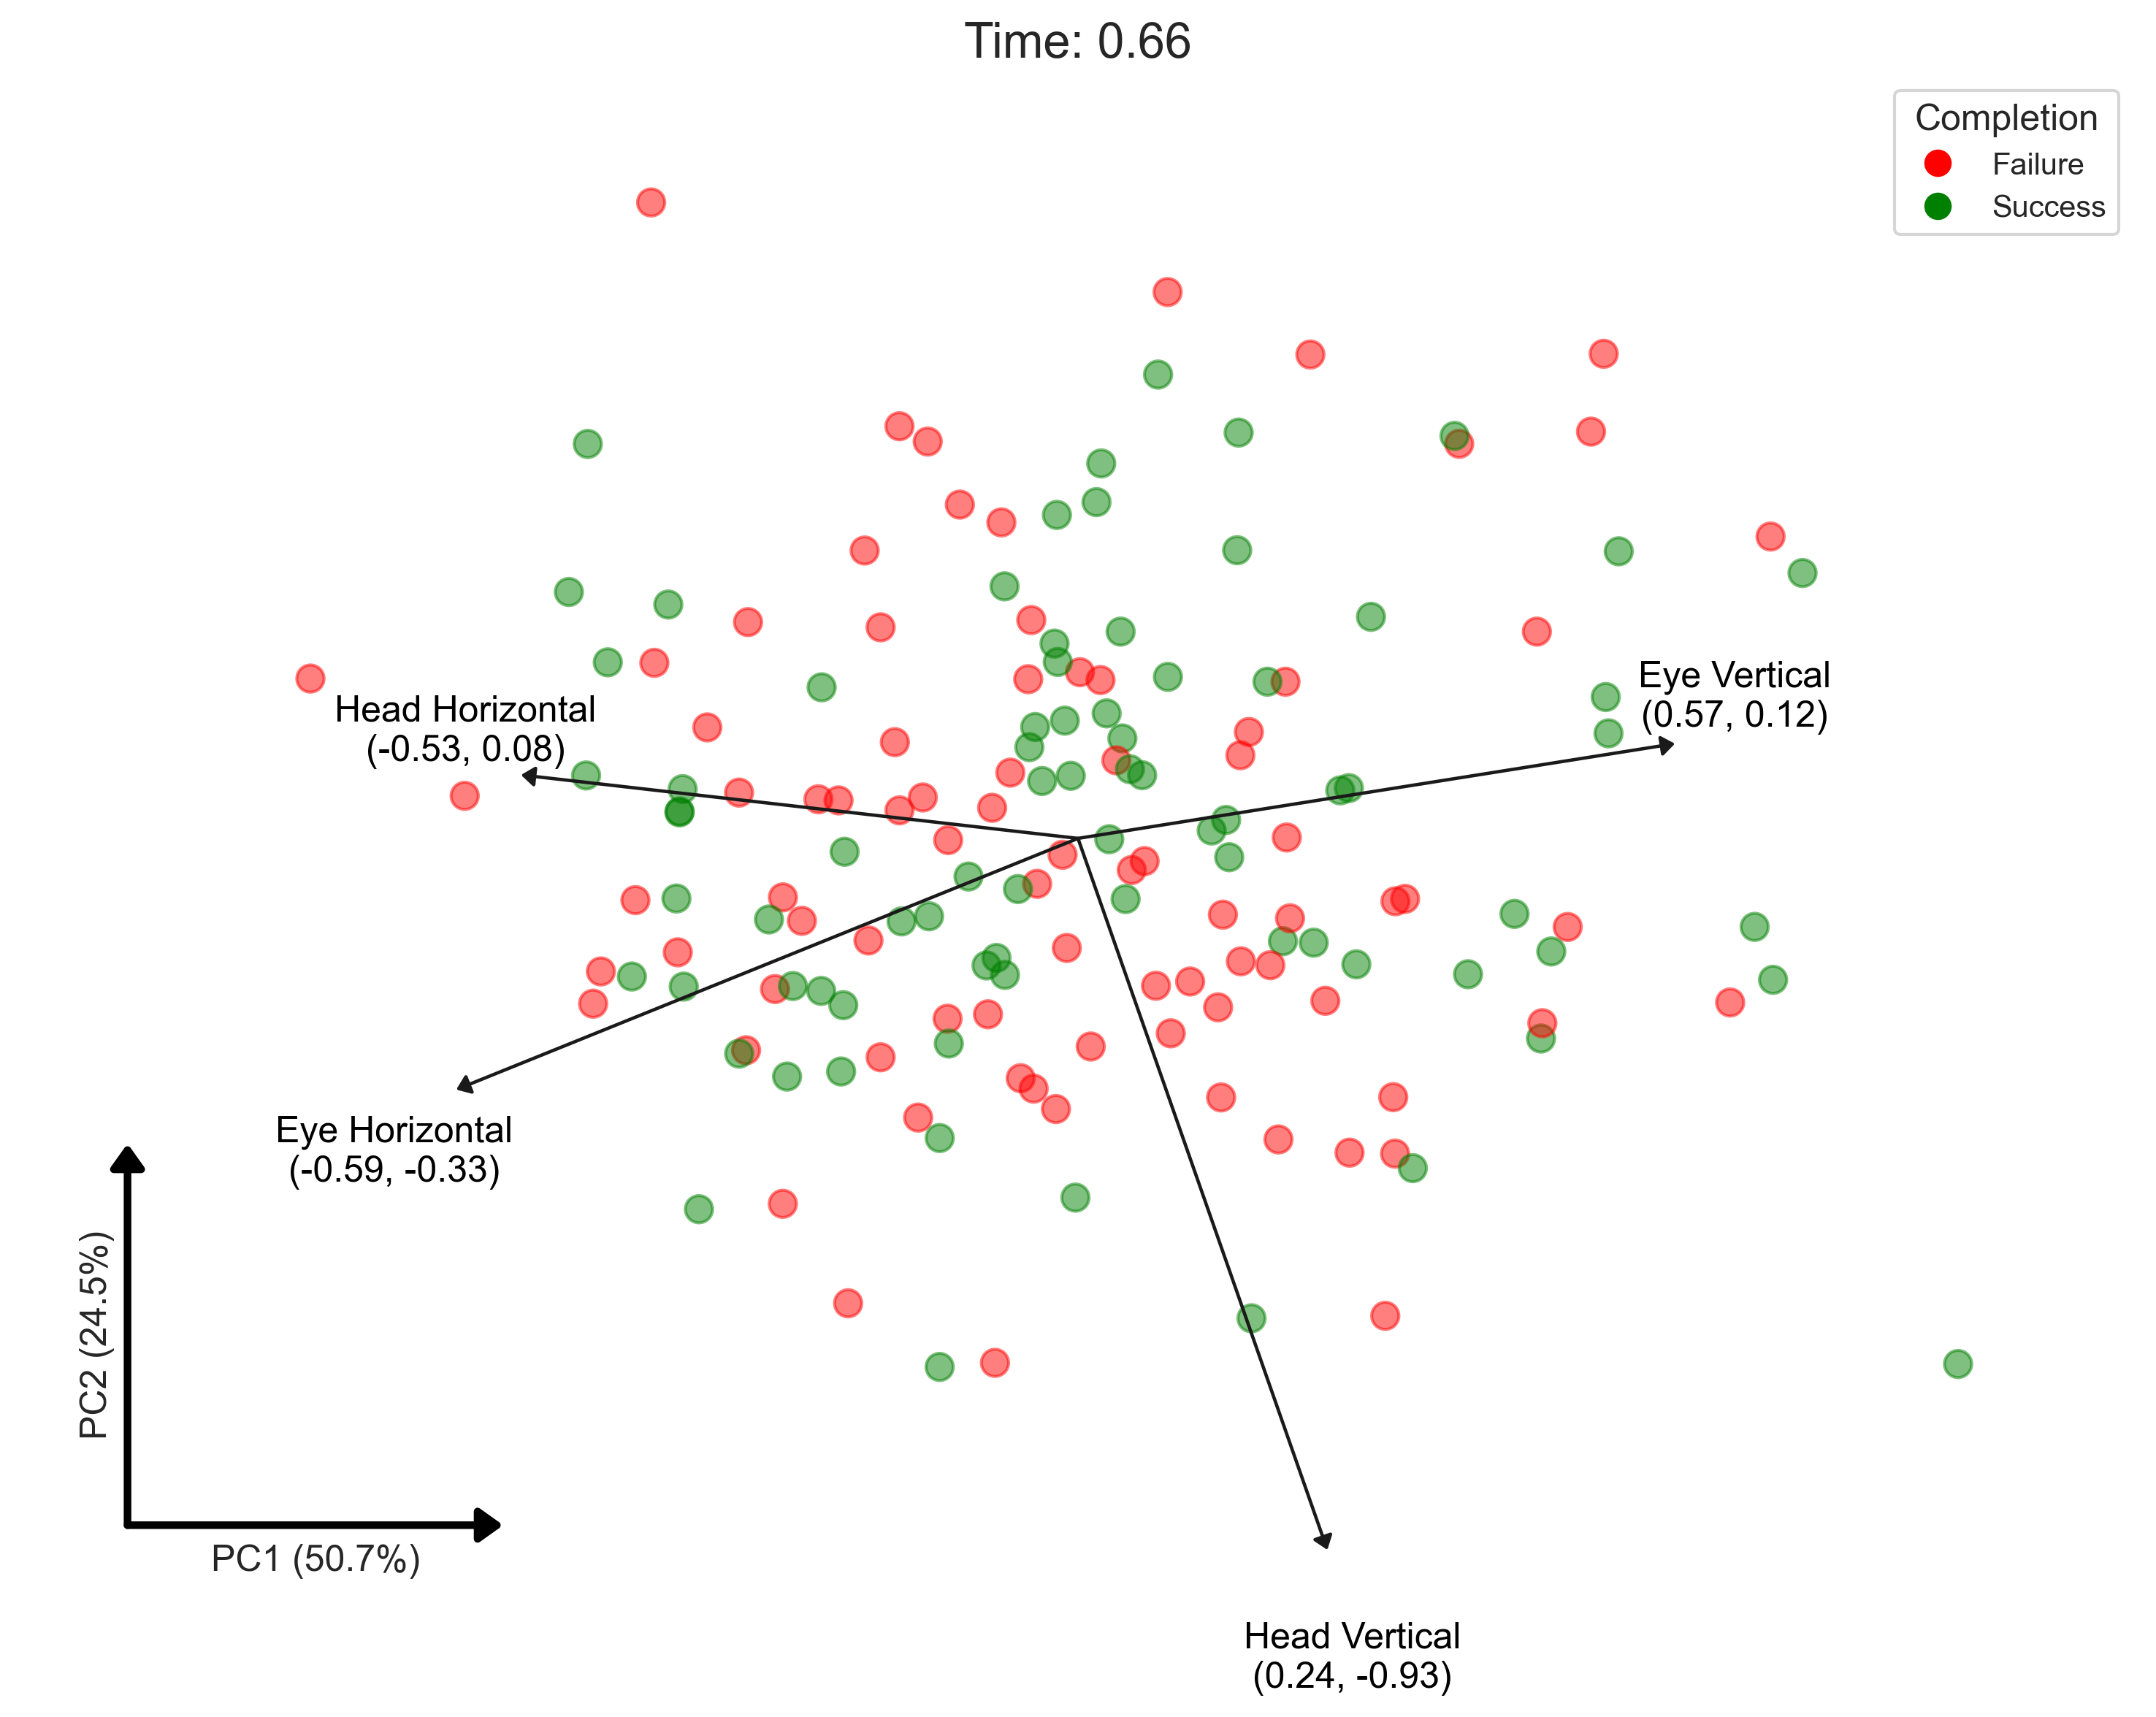 Time: 0.66
Completion
Failure
Success
Eye Vertical
(0.57, 0.12)
Head Horizontal
(-0.53, 0.08)
Eye Horizontal
(-0.59, -0.33)
PC2 (24.5%)
PC1 (50.7%)
Head Vertical
(0.24, -0.93)